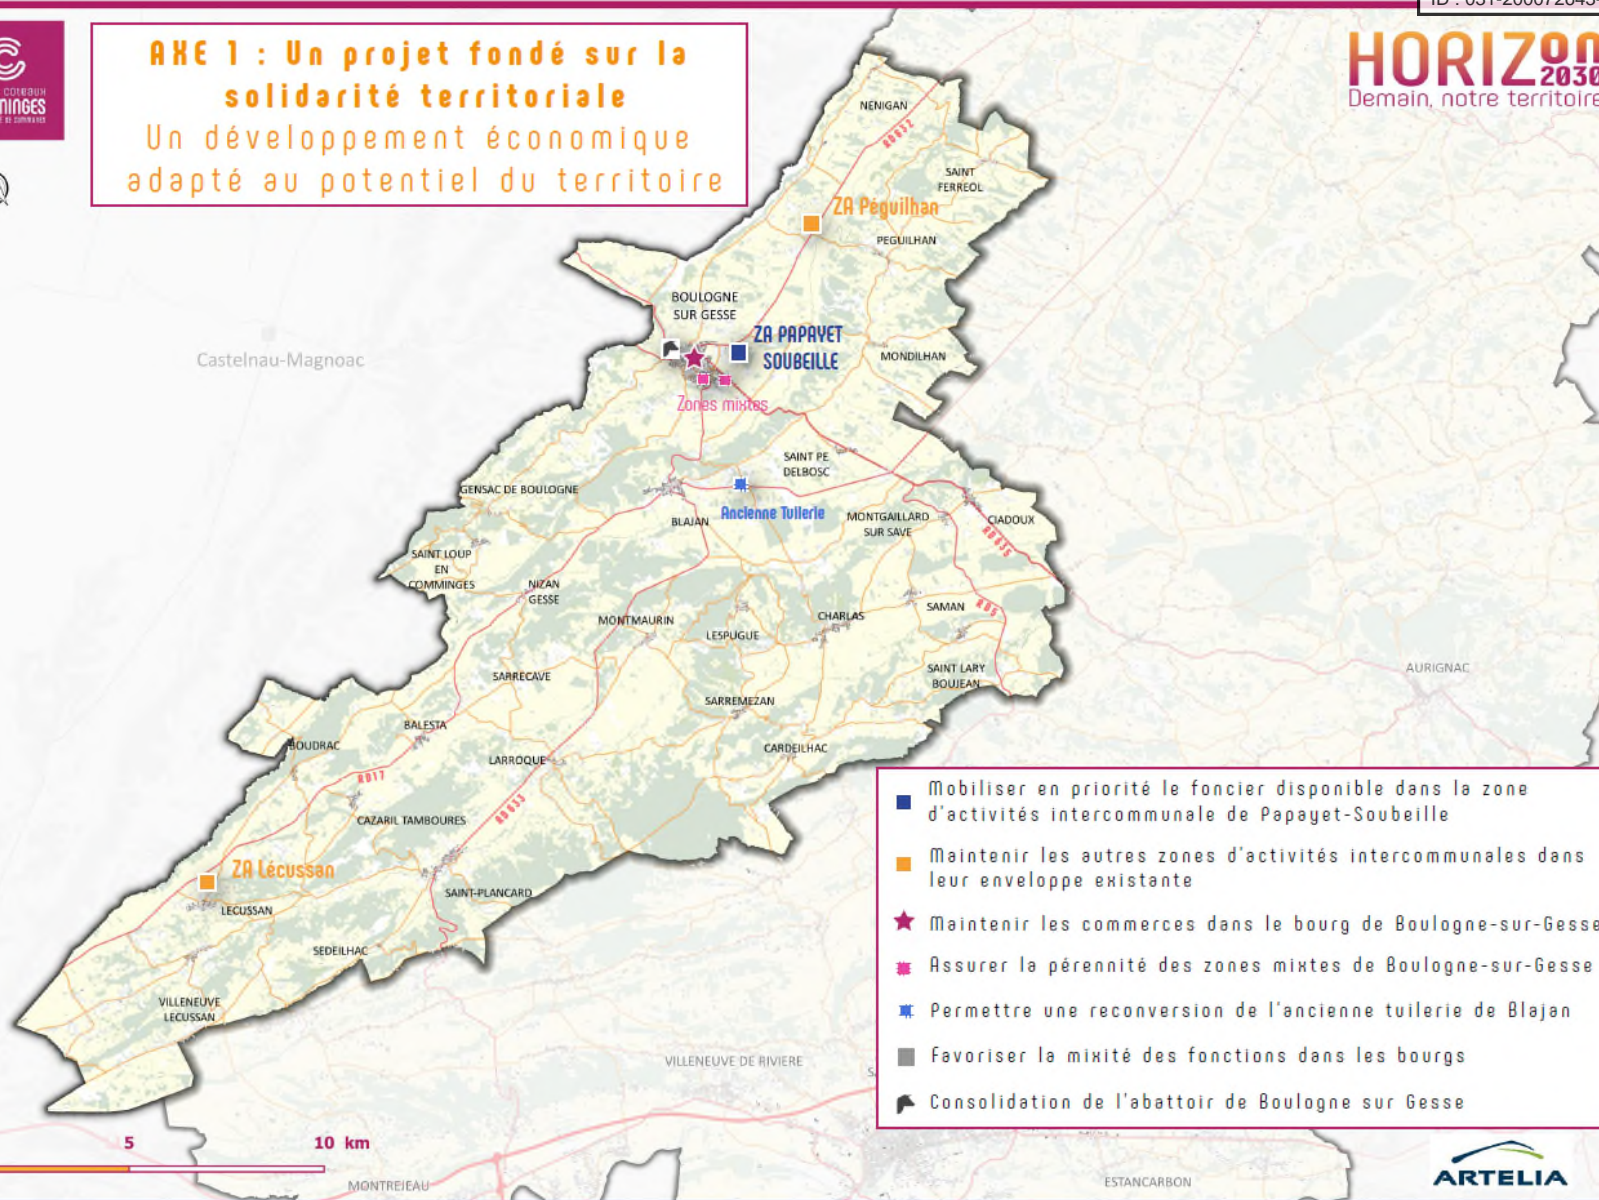 AXE 1 : Un projet fondé sur la
solidarité territoriale
Un développement économique
adapté au potentiel du territoire
HORIZON
2030
Demain, notre territoire
NENIGAN
RD632
SAINT
FERREOL
ZA Péguilhan
PEGUILHAN
BOULOGNE
SUR GESSE
ZA PAPAYET
SOUBEILLE
MONDILHAN
Castelnau-Magnoac
Zones mixtes
SAINT PE
DELBOSC
GENSAC DE BOULOGNE
BLAJAN
Ancienne Tuilerie
MONTGAILLARD
SUR SAVE
CIADOUX
RD635
SAINT LOUP
EN
COMMINGES
NIZAN
GESSE
MONTMAURIN
LESPUGUE
CHARLAS
SAMAN
RD5
SARRECAVE
SAINT LARY
BOUJEAN
AURIGNAC
SARREMEZAN
BALESTA
BOUDRAC
LARROQUE
CARDEILHAC
RD17
RD633
CAZARIL TAMBOURES
ZA Lécussan
LECUSSAN
SAINT-PLANCARD
SEDEILHAC
VILLENEUVE
LECUSSAN
VILLENEUVE DE RIVIERE
MONTREJEAU
ESTANCARBON
Mobiliser en priorité le foncier disponible dans la zone
d'activités intercommunale de Papayet-Soubeille
Maintenir les autres zones d'activités intercommunales dans
leur enveloppe existante
Maintenir les commerces dans le bourg de Boulogne-sur-Gesse
Assurer la pérennité des zones mixtes de Boulogne-sur-Gesse
Permettre une reconversion de l'ancienne tuilerie de Blajan
Favoriser la mixité des fonctions dans les bourgs
Consolidation de l'abattoir de Boulogne sur Gesse
5 10 km
ARTELIA